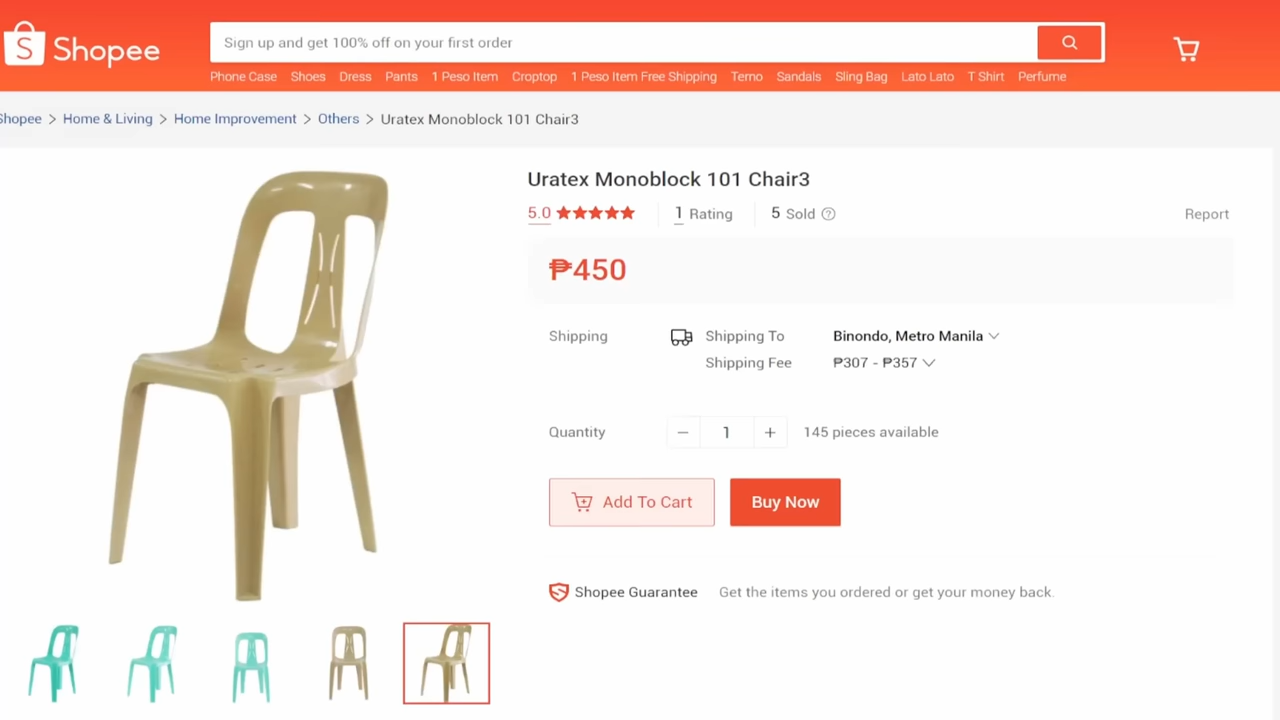 S Shopee
Sign up and get 100% off on your first order
Phone Case Shoes Dress Pants 1 Peso Item Croptop 1 Peso Item Free Shipping Terno Sandals Sling Bag Lato Lato T Shirt Perfume
Shopee > Home & Living > Home Improvement > Others > Uratex Monoblock 101 Chair3
Uratex Monoblock 101 Chair3
5.0 ★★★★★ 1 Rating 5 Sold ? Report
₱450
Shipping Shipping To Binondo, Metro Manila
Shipping Fee ₱307 - ₱357
Quantity − 1 + 145 pieces available
Add To Cart Buy Now
Shopee Guarantee Get the items you ordered or get your money back.